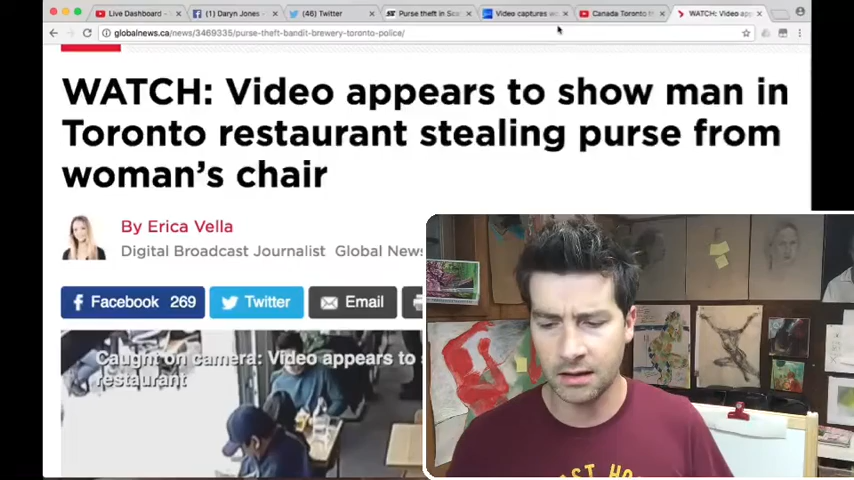 Live Dashboard -
(1) Daryn Jones -
(46) Twitter
Purse theft in Sca
Video captures wo
Canada Toronto th
WATCH: Video app
globalnews.ca/news/3469335/purse-theft-bandit-brewery-toronto-police/
WATCH: Video appears to show man in
Toronto restaurant stealing purse from
woman's chair
By Erica Vella
Digital Broadcast Journalist Global News
Facebook 269
Twitter
Email
Caught on camera: Video appears to s
restaurant